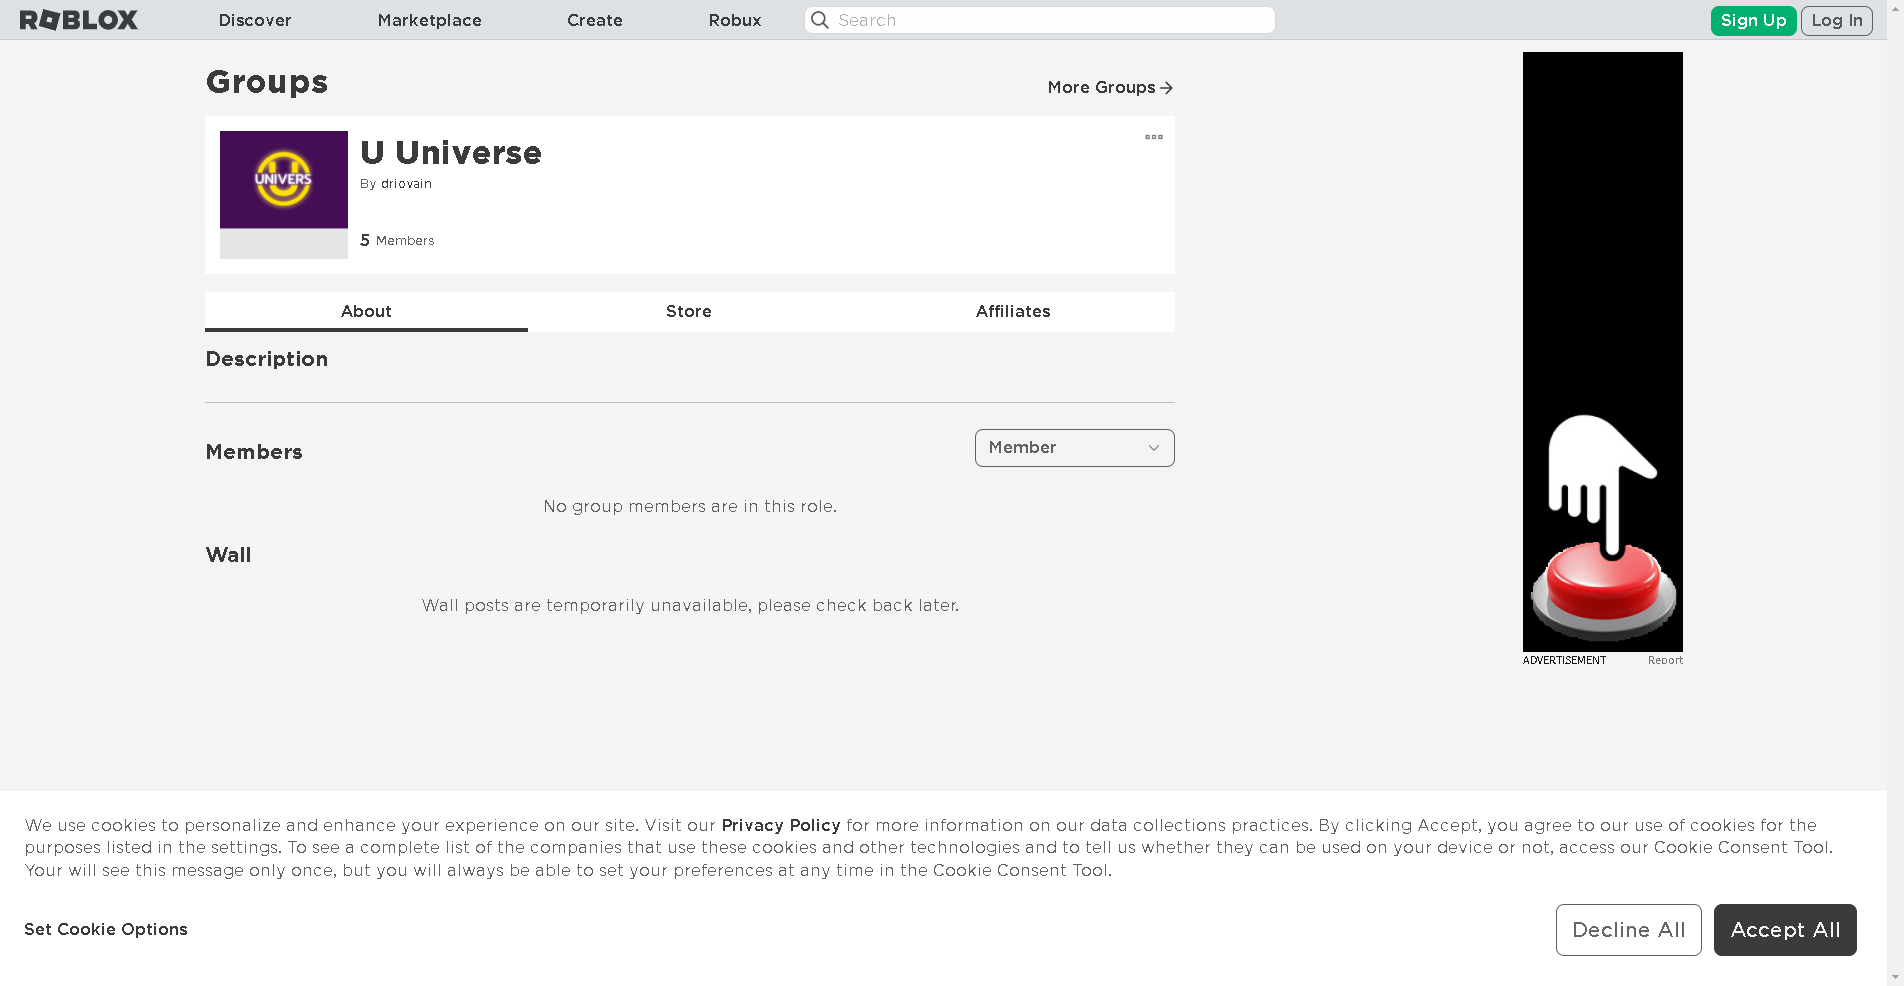 ROBLOX Discover Marketplace Create Robux Search Sign Up Log In
Groups
More Groups
UNIVERS
U Universe
By driovain
5 Members
About Store Affiliates
Description
Members
Member
No group members are in this role.
Wall
Wall posts are temporarily unavailable, please check back later.
ADVERTISEMENT Report
We use cookies to personalize and enhance your experience on our site. Visit our Privacy Policy for more information on our data collections practices. By clicking Accept, you agree to our use of cookies for the
purposes listed in the settings. To see a complete list of the companies that use these cookies and other technologies and to tell us whether they can be used on your device or not, access our Cookie Consent Tool.
Your will see this message only once, but you will always be able to set your preferences at any time in the Cookie Consent Tool.
Set Cookie Options
Decline All Accept All